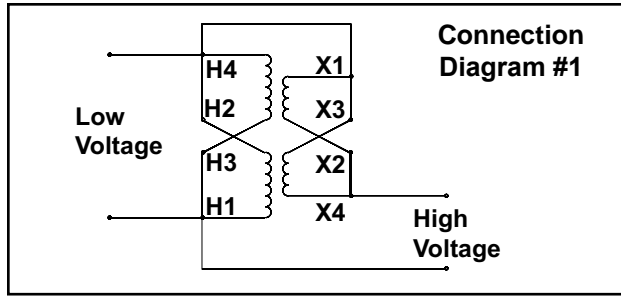 Connection
Diagram #1
H4
X1
H2
X3
Low
Voltage
H3
X2
H1
X4
High
Voltage